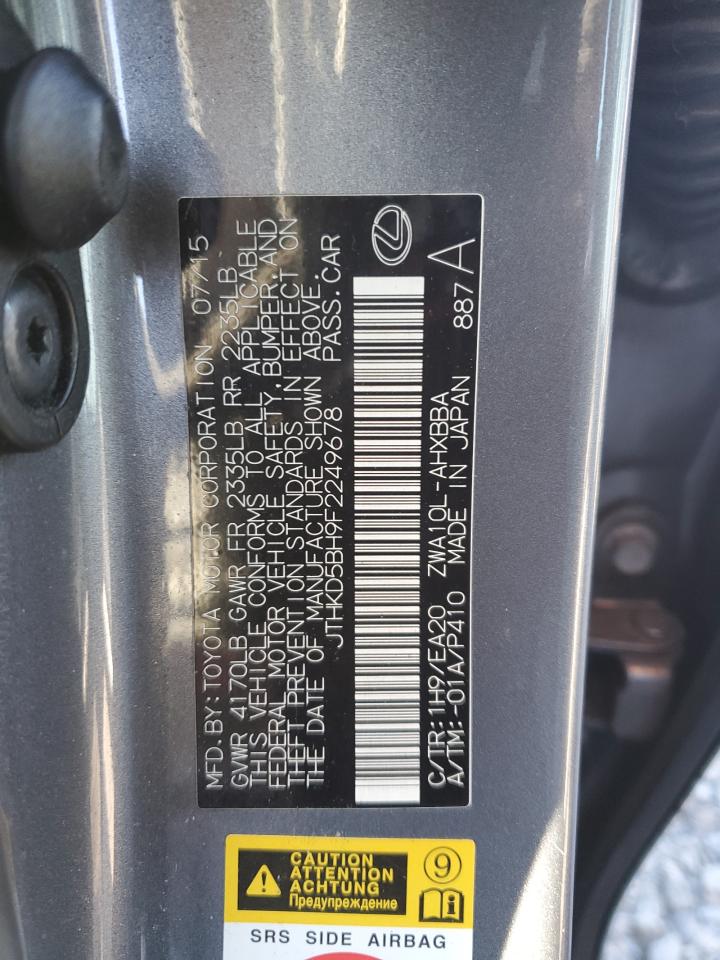 MFD. BY: TOYOTA MOTOR CORPORATION 07/15
GVWR 4170LB GAWR FR 2335LB RR 2235LB
THIS VEHICLE CONFORMS TO ALL APPLICABLE
FEDERAL MOTOR VEHICLE SAFETY, BUMPER, AND
THEFT PREVENTION STANDARDS IN EFFECT ON
THE DATE OF MANUFACTURE SHOWN ABOVE.
JTHKD5BH9F2249678 PASS. CAR
C/TR: 1H9/EA20 ZWA10L-AHXBBA
A/TM: -01A/P410 MADE IN JAPAN 887A
CAUTION
ATTENTION
ACHTUNG
Предупреждение
9
i
SRS SIDE AIRBAG